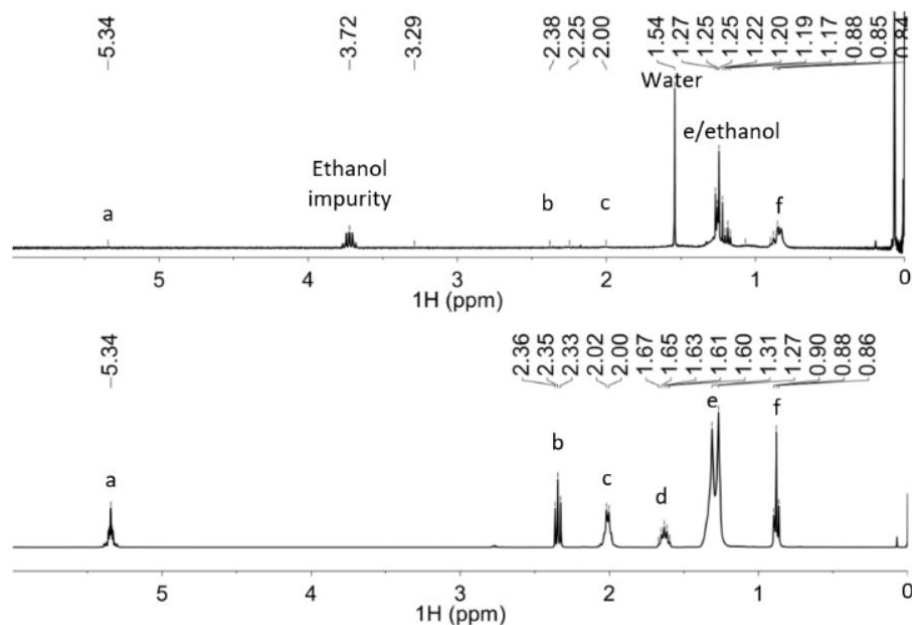 -5.34 -3.72 -3.29 2.38 2.25 2.00 1.54 1.27 1.25 1.25 1.22 1.20 1.19 1.17 0.88 0.85 0.84
Water
e/ethanol
Ethanol
impurity
a b c f
5 4 3 2 1 0
1H (ppm)
-5.34 2.36 2.35 2.33 2.02 2.00 1.67 1.65 1.63 1.61 1.60 1.31 1.27 0.90 0.88 0.86
e f
b
a c d
5 4 3 2 1 0
1H (ppm)